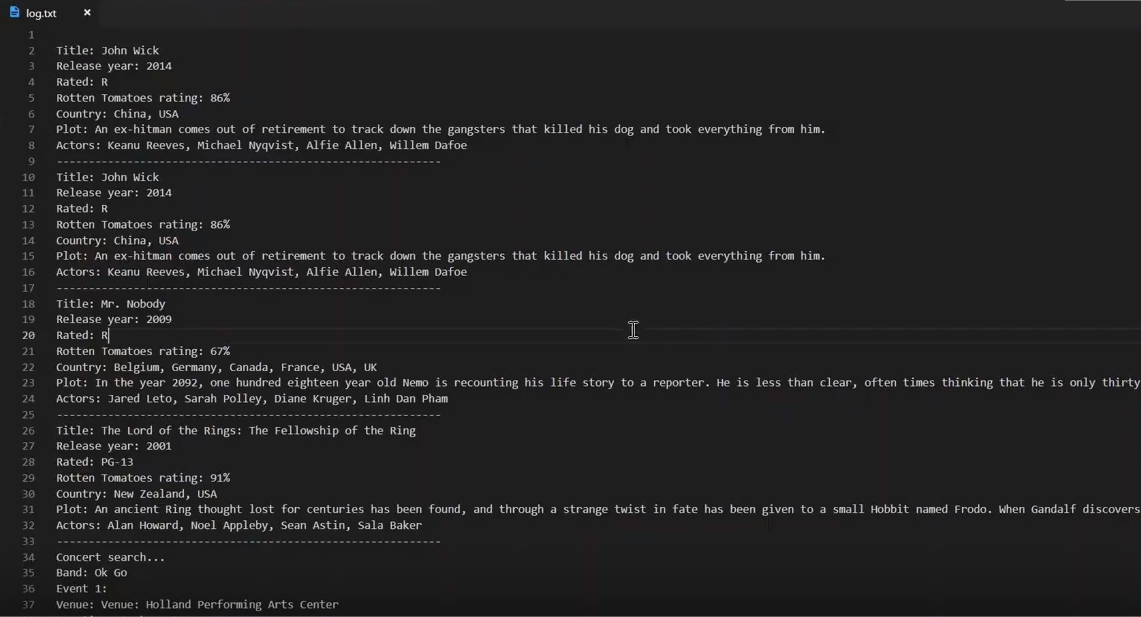 log.txt
1
2 Title: John Wick
3 Release year: 2014
4 Rated: R
5 Rotten Tomatoes rating: 86%
6 Country: China, USA
7 Plot: An ex-hitman comes out of retirement to track down the gangsters that killed his dog and took everything from him.
8 Actors: Keanu Reeves, Michael Nyqvist, Alfie Allen, Willem Dafoe
9 ------------------------------------------------------------
10 Title: John Wick
11 Release year: 2014
12 Rated: R
13 Rotten Tomatoes rating: 86%
14 Country: China, USA
15 Plot: An ex-hitman comes out of retirement to track down the gangsters that killed his dog and took everything from him.
16 Actors: Keanu Reeves, Michael Nyqvist, Alfie Allen, Willem Dafoe
17 ------------------------------------------------------------
18 Title: Mr. Nobody
19 Release year: 2009
20 Rated: R
21 Rotten Tomatoes rating: 67%
22 Country: Belgium, Germany, Canada, France, USA, UK
23 Plot: In the year 2092, one hundred eighteen year old Nemo is recounting his life story to a reporter. He is less than clear, often times thinking that he is only thirty
24 Actors: Jared Leto, Sarah Polley, Diane Kruger, Linh Dan Pham
25 ------------------------------------------------------------
26 Title: The Lord of the Rings: The Fellowship of the Ring
27 Release year: 2001
28 Rated: PG-13
29 Rotten Tomatoes rating: 91%
30 Country: New Zealand, USA
31 Plot: An ancient Ring thought lost for centuries has been found, and through a strange twist in fate has been given to a small Hobbit named Frodo. When Gandalf discovers
32 Actors: Alan Howard, Noel Appleby, Sean Astin, Sala Baker
33 ------------------------------------------------------------
34 Concert search...
35 Band: Ok Go
36 Event 1:
37 Venue: Venue: Holland Performing Arts Center